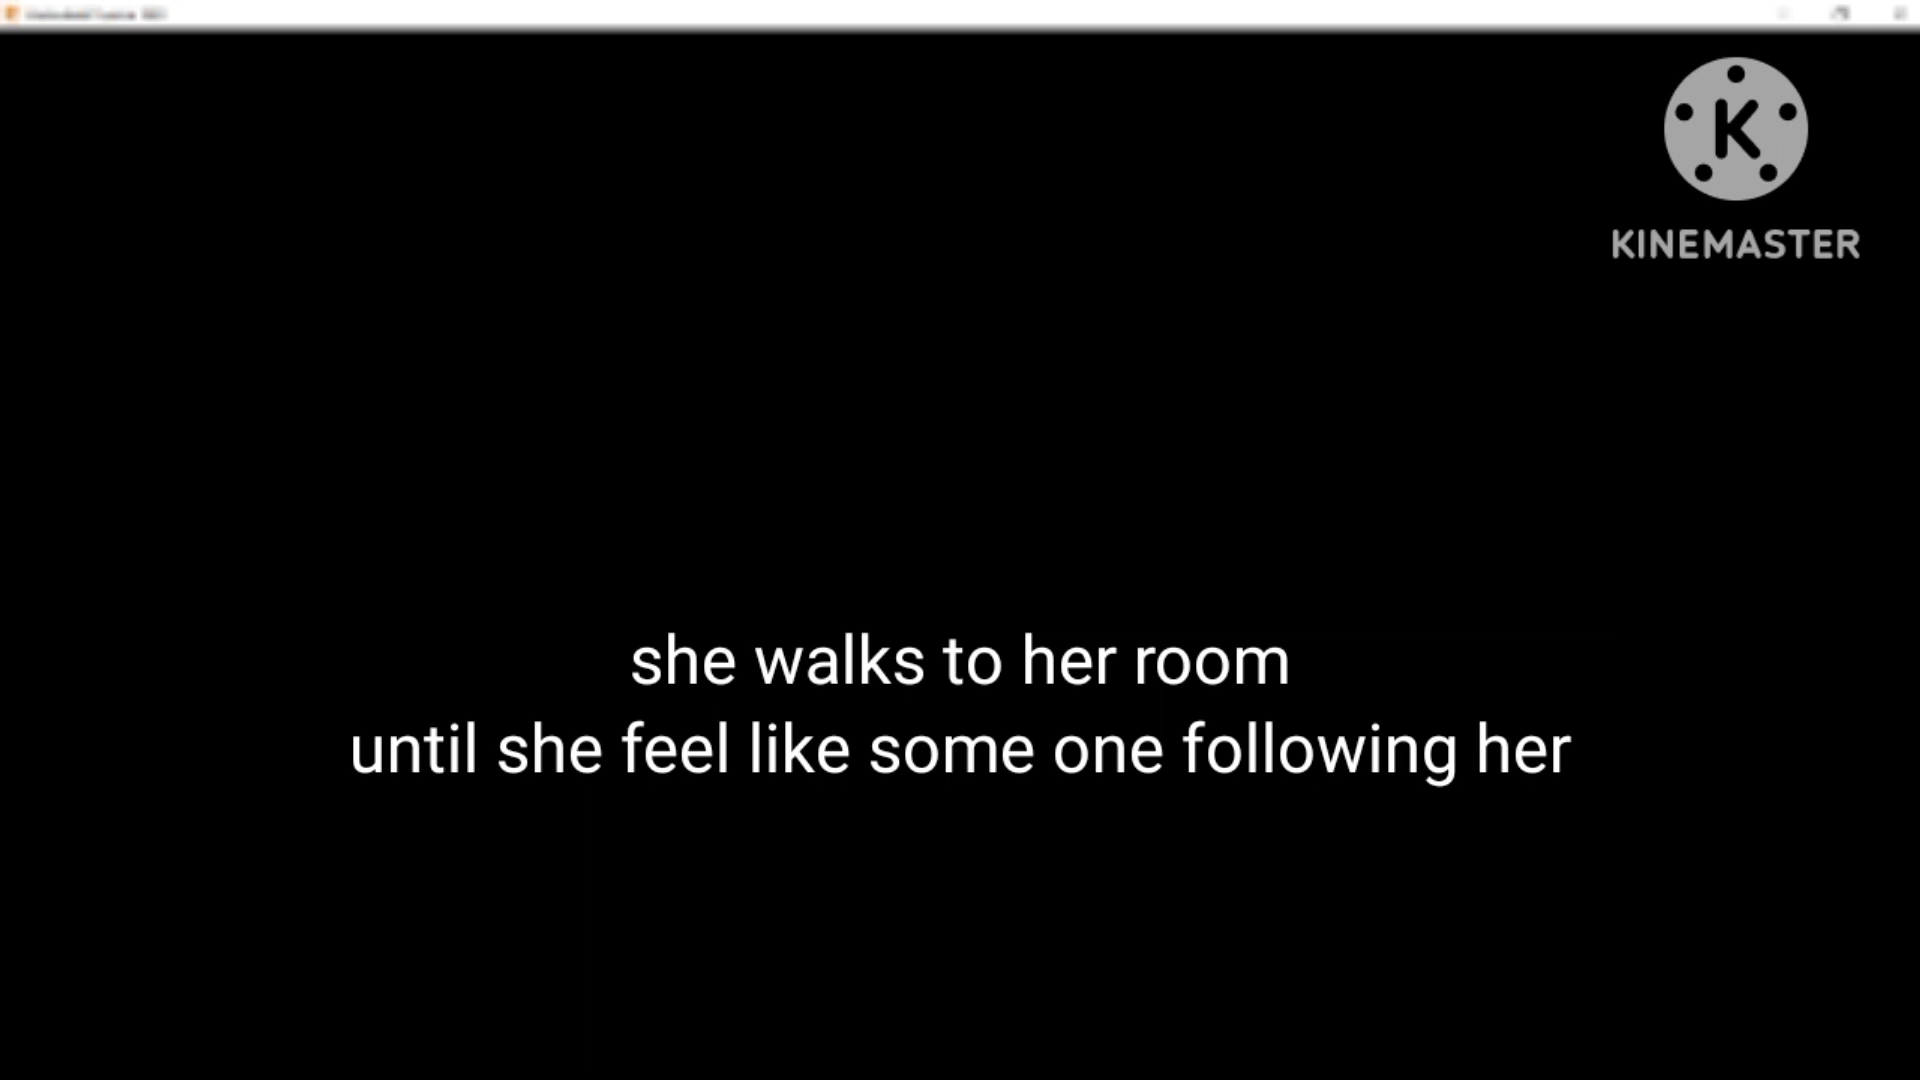 K
KINEMASTER
she walks to her room
until she feel like some one following her